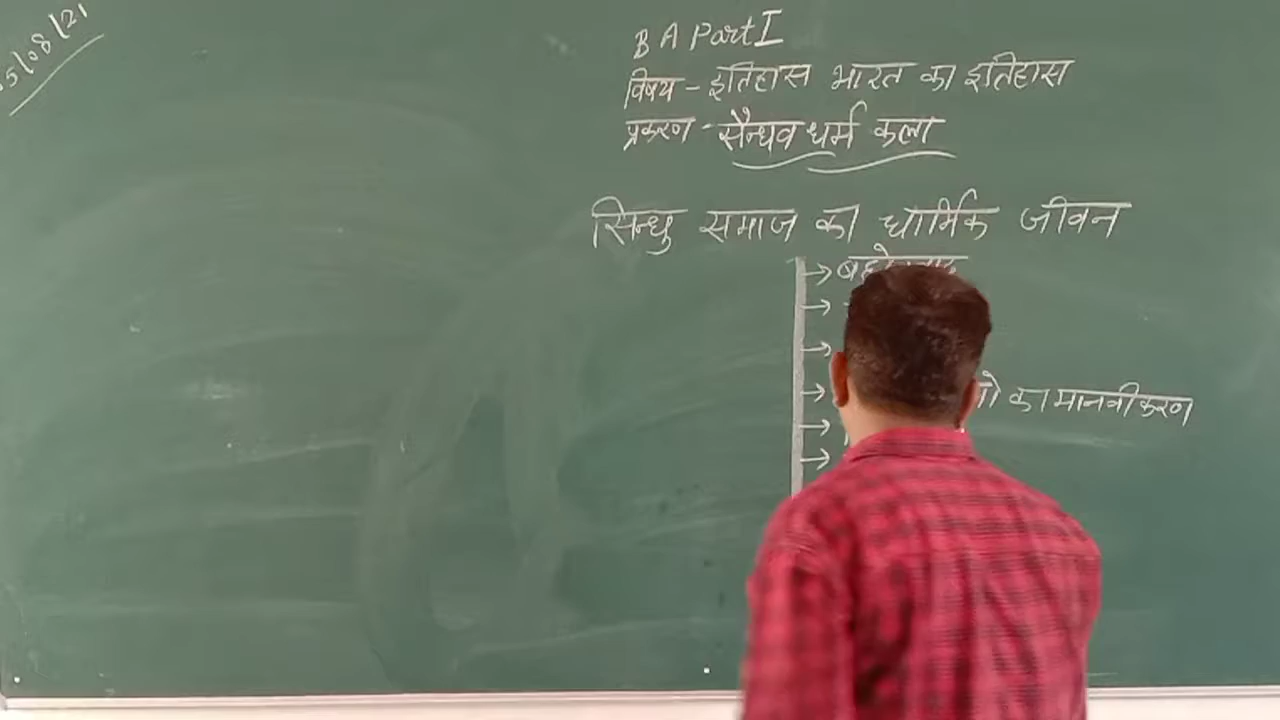 5/08/21
B A Part I
विषय - इतिहास भारत का इतिहास
प्रकरण - सैन्धव धर्म कला
सिन्धु समाज का धार्मिक जीवन
→
→
→
→ का मानवीकरण
→
→